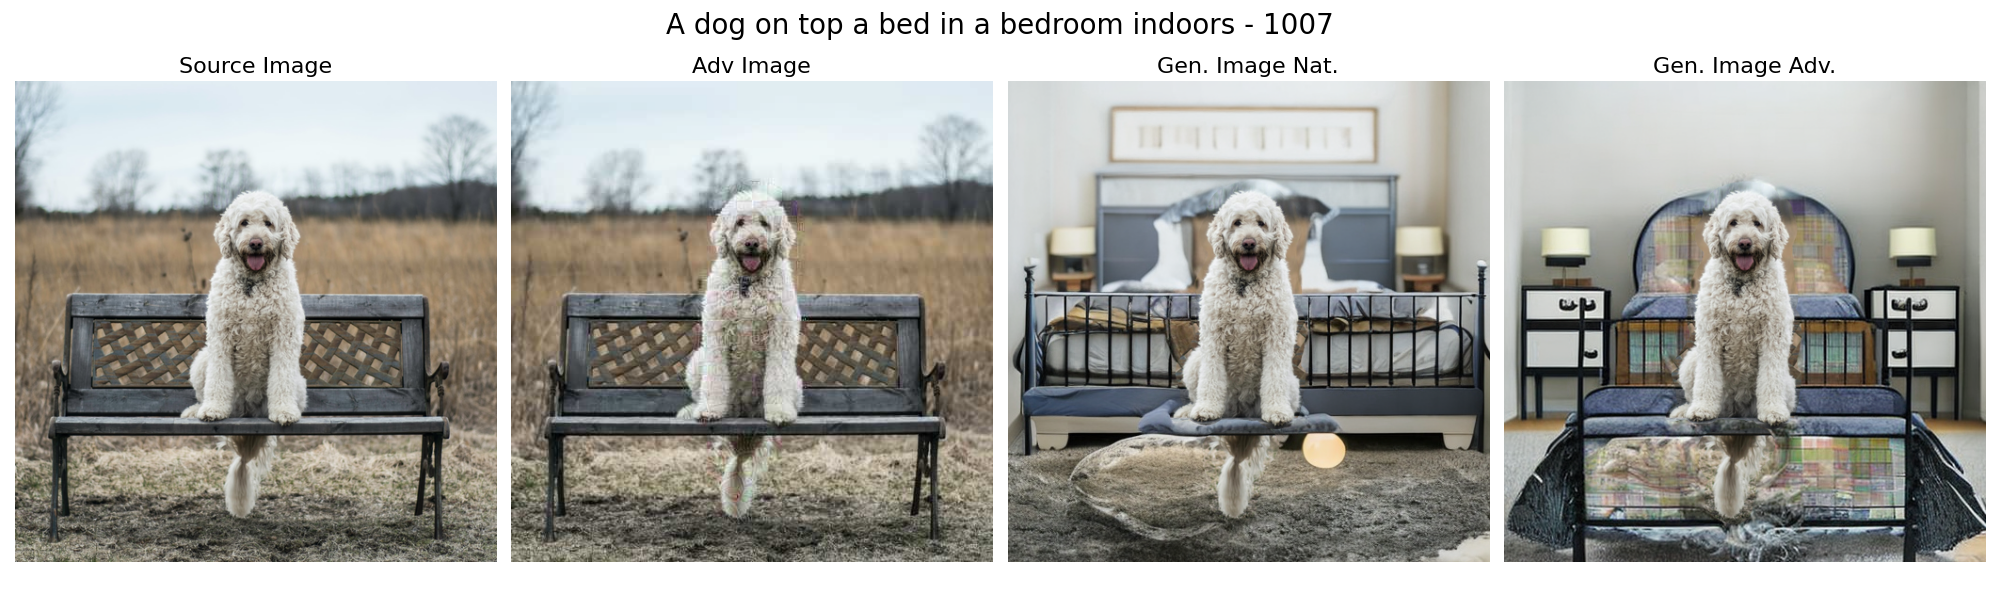 A dog on top a bed in a bedroom indoors - 1007
Source Image
Adv Image
Gen. Image Nat.
Gen. Image Adv.